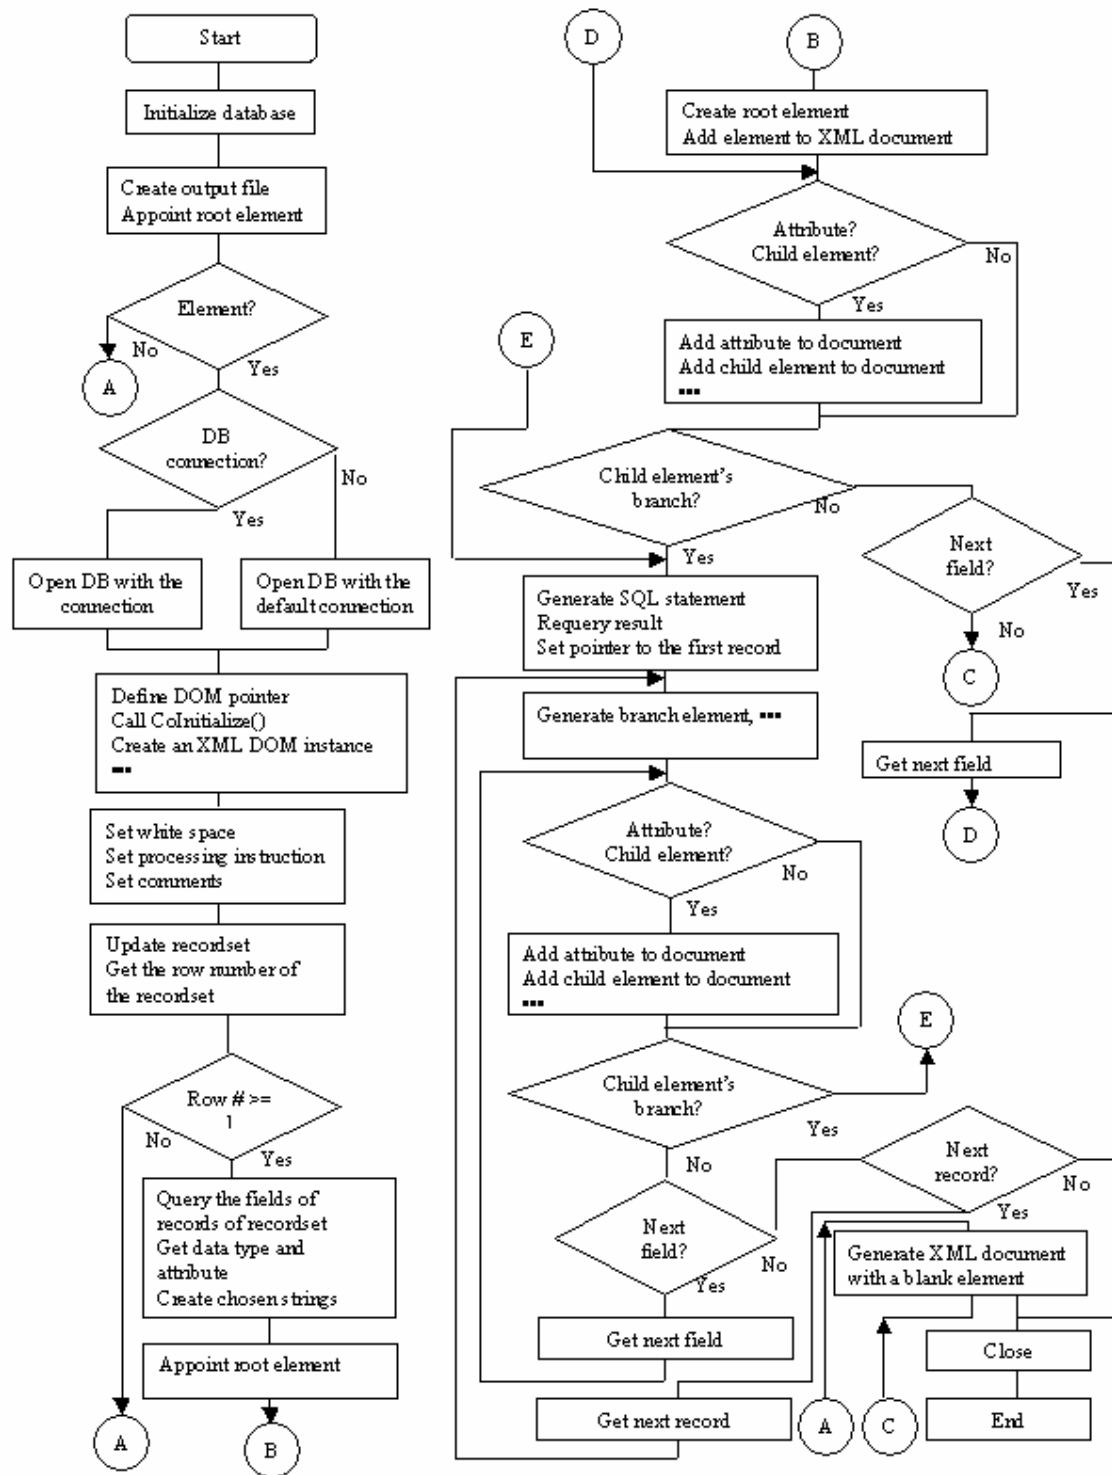 Start
Initialize database
Create output file
Appoint root element
Element?
No
Yes
A
DB
connection?
No
Yes
Open DB with the
connection
Open DB with the
default connection
Define DOM pointer
Call CoInitialize()
Create an XML DOM instance
...
Set white space
Set processing instruction
Set comments
Update recordset
Get the row number of
the recordset
Row # >=
1
No
Yes
Query the fields of
records of recordset
Get data type and
attribute
Create chosen strings
Appoint root element
A
B
D
B
Create root element
Add element to XML document
Attribute?
Child element?
No
Yes
E
Add attribute to document
Add child element to document
...
Child element's
branch?
No
Yes
Next
field?
Yes
No
C
Generate SQL statement
Requery result
Set pointer to the first record
Generate branch element, ...
Get next field
D
Attribute?
Child element?
No
Yes
Add attribute to document
Add child element to document
...
E
Child element's
branch?
Yes
No
Next
record?
No
Yes
Next
field?
No
Yes
Generate XML document
with a blank element
Get next field
Close
Get next record
A
C
End